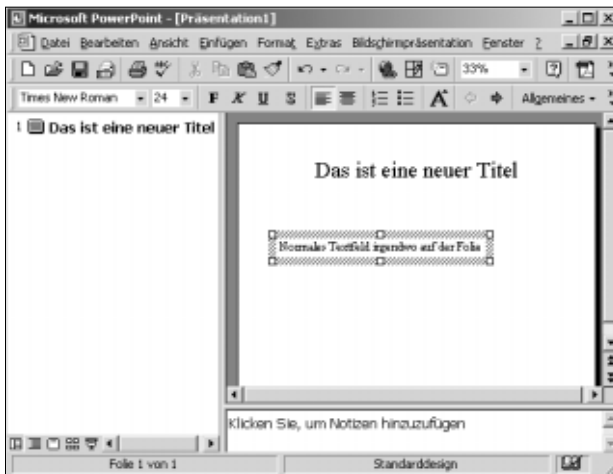 Microsoft PowerPoint - [Präsentation1]
Datei Bearbeiten Ansicht Einfügen Format Extras Bildschirmpräsentation Fenster ?
33%
Times New Roman 24 F K U S Allgemeines
1 Das ist eine neuer Titel
Das ist eine neuer Titel
Normales Textfeld irgendwo auf der Folie
Klicken Sie, um Notizen hinzuzufügen
Folie 1 von 1 Standarddesign